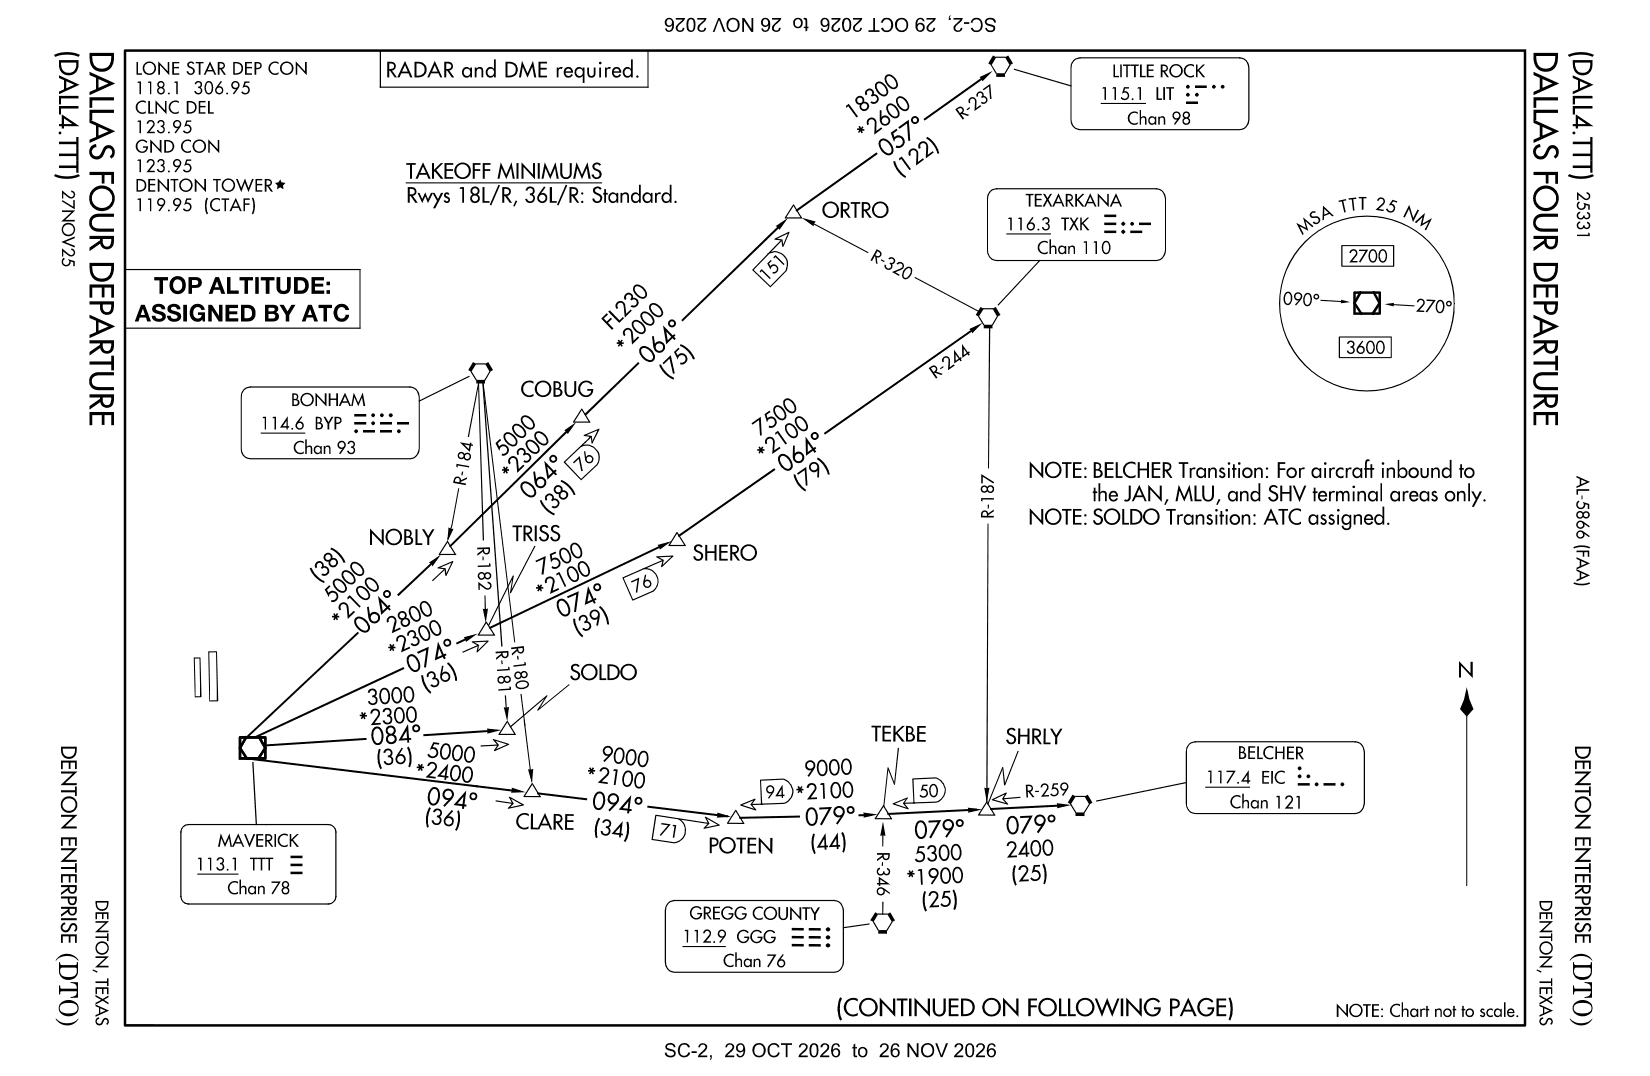 SC-2, 29 OCT 2026 to 26 NOV 2026
(DALL4.TTT) 27NOV25
DALLAS FOUR DEPARTURE
DENTON ENTERPRISE (DTO)
DENTON, TEXAS
LONE STAR DEP CON
118.1 306.95
CLNC DEL
123.95
GND CON
123.95
DENTON TOWER★
119.95 (CTAF)
RADAR and DME required.
TAKEOFF MINIMUMS
Rwys 18L/R, 36L/R: Standard.
TOP ALTITUDE:
ASSIGNED BY ATC
LITTLE ROCK
115.1 LIT
Chan 98
R-237
18300
*2600
057°
(122)
ORTRO
151
TEXARKANA
116.3 TXK
Chan 110
R-320
MSA TTT 25 NM
2700
090°
270°
3600
FL230
*2000
064°
(75)
R-244
BONHAM
114.6 BYP
Chan 93
COBUG
76
R-184
5000
*2300
064°
(38)
7500
*2100
064°
(79)
R-187
NOTE: BELCHER Transition: For aircraft inbound to
the JAN, MLU, and SHV terminal areas only.
NOTE: SOLDO Transition: ATC assigned.
NOBLY
TRISS
R-182
SHERO
(38)
5000
*2100
064°
7500
*2100
074°
(39)
76
2800
*2300
074°
(36)
R-181
R-180
SOLDO
3000
*2300
084°
(36)
N
5000
*2400
094°
(36)
CLARE
9000
*2100
094°
(34)
71
94
POTEN
9000
*2100
079°
(44)
TEKBE
50
SHRLY
R-259
079°
5300
*1900
(25)
079°
2400
(25)
BELCHER
117.4 EIC
Chan 121
MAVERICK
113.1 TTT
Chan 78
R-346
GREGG COUNTY
112.9 GGG
Chan 76
(CONTINUED ON FOLLOWING PAGE)
NOTE: Chart not to scale.
DALLAS FOUR DEPARTURE
(DALL4.TTT) 25331
AL-5866 (FAA)
DENTON, TEXAS
DENTON ENTERPRISE (DTO)
SC-2, 29 OCT 2026 to 26 NOV 2026